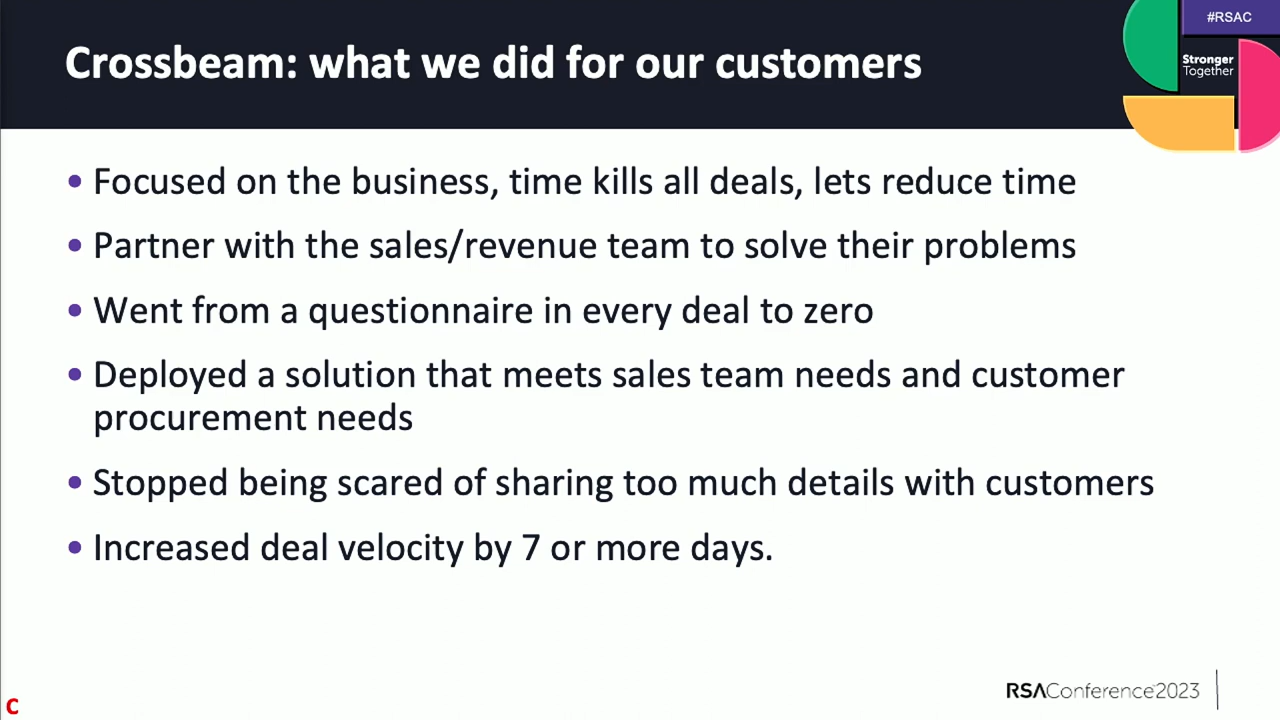 #RSAC
Crossbeam: what we did for our customers
Stronger
Together
• Focused on the business, time kills all deals, lets reduce time
• Partner with the sales/revenue team to solve their problems
• Went from a questionnaire in every deal to zero
• Deployed a solution that meets sales team needs and customer
procurement needs
• Stopped being scared of sharing too much details with customers
• Increased deal velocity by 7 or more days.
RSAConference2023
C